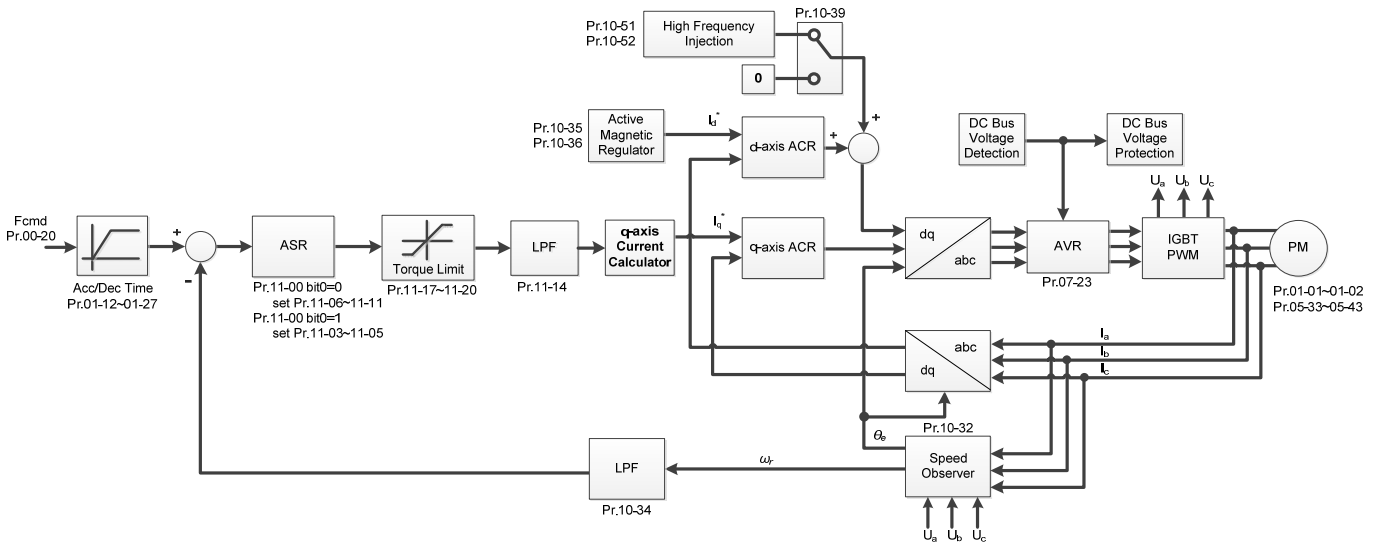 Pr.10-39
Pr.10-51
Pr.10-52
High Frequency
Injection
0
Pr.10-35
Pr.10-36
Active
Magnetic
Regulator
Id*
d-axis ACR
+
+
DC Bus
Voltage
Detection
DC Bus
Voltage
Protection
Ua
Ub
Uc
Fcmd
Pr.00-20
Acc/Dec Time
Pr.01-12~01-27
+
-
ASR
Pr.11-00 bit0=0
set Pr.11-06~11-11
Pr.11-00 bit0=1
set Pr.11-03~11-05
Torque Limit
Pr.11-17~11-20
LPF
Pr.11-14
q-axis
Current
Calculator
Iq*
q-axis ACR
dq
abc
AVR
Pr.07-23
IGBT
PWM
PM
Pr.01-01~01-02
Pr.05-33~05-43
abc
dq
Ia
Ib
Ic
Pr.10-32
θe
Speed
Observer
ωr
LPF
Pr.10-34
Ua
Ub
Uc